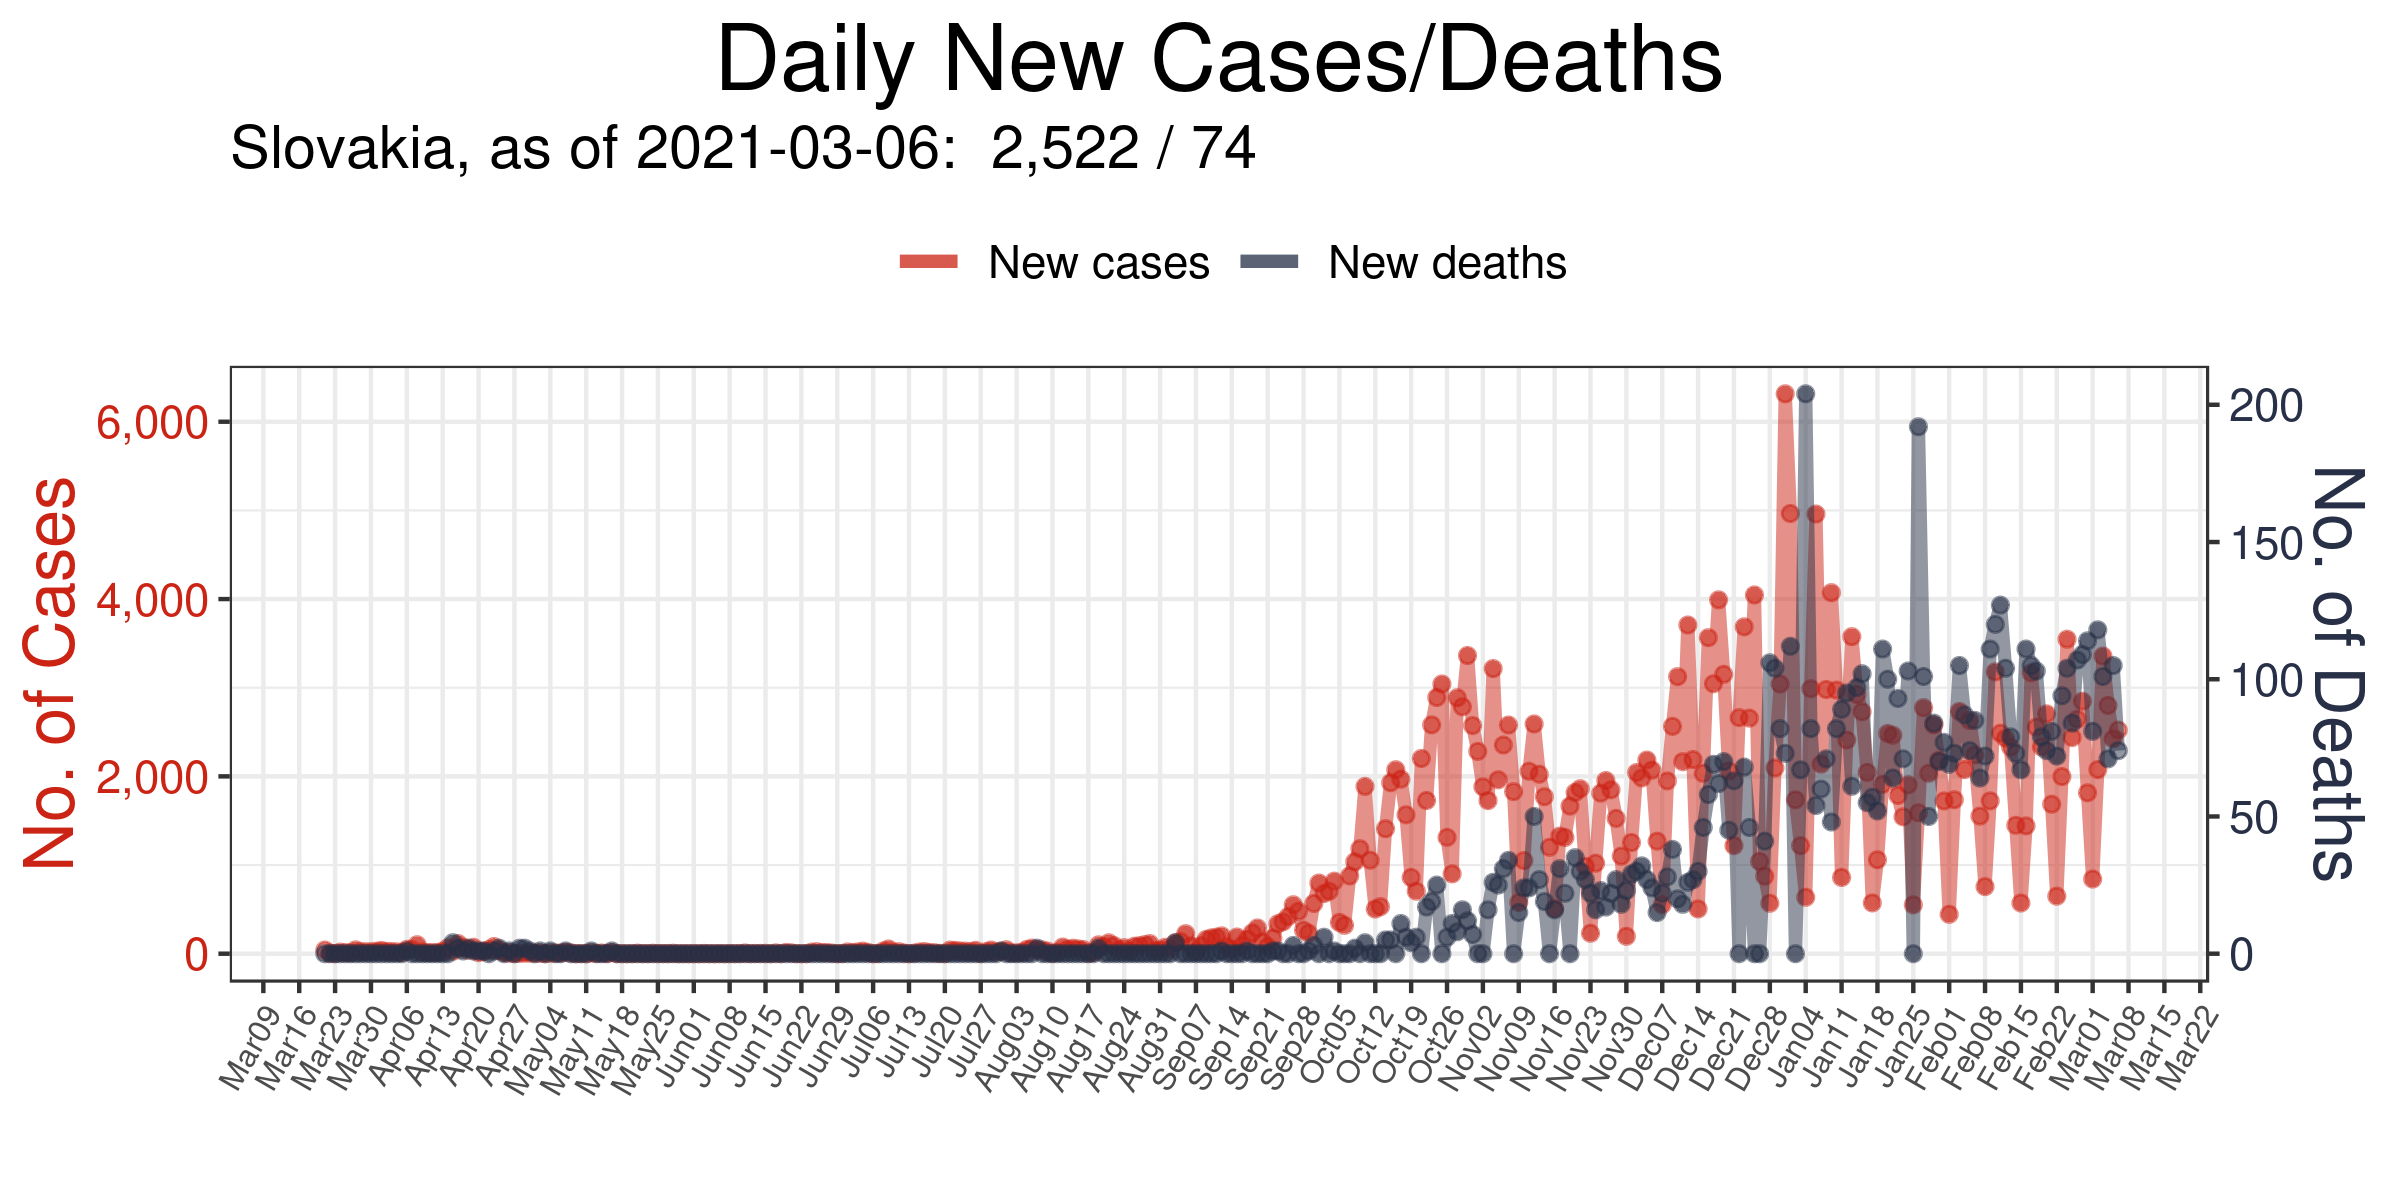 Daily New Cases/Deaths
Slovakia, as of 2021-03-06:  2,522 / 74
New cases
New deaths
No. of Cases
6,000
4,000
2,000
0
200
150
100
50
0
No. of Deaths
Mar09
Mar16
Mar23
Mar30
Apr06
Apr13
Apr20
Apr27
May04
May11
May18
May25
Jun01
Jun08
Jun15
Jun22
Jun29
Jul06
Jul13
Jul20
Jul27
Aug03
Aug10
Aug17
Aug24
Aug31
Sep07
Sep14
Sep21
Sep28
Oct05
Oct12
Oct19
Oct26
Nov02
Nov09
Nov16
Nov23
Nov30
Nov07
Dec14
Dec21
Dec28
Dec04
Jan11
Jan18
Jan25
Feb01
Feb08
Feb15
Feb22
Mar01
Mar08
Mar15
Mar22